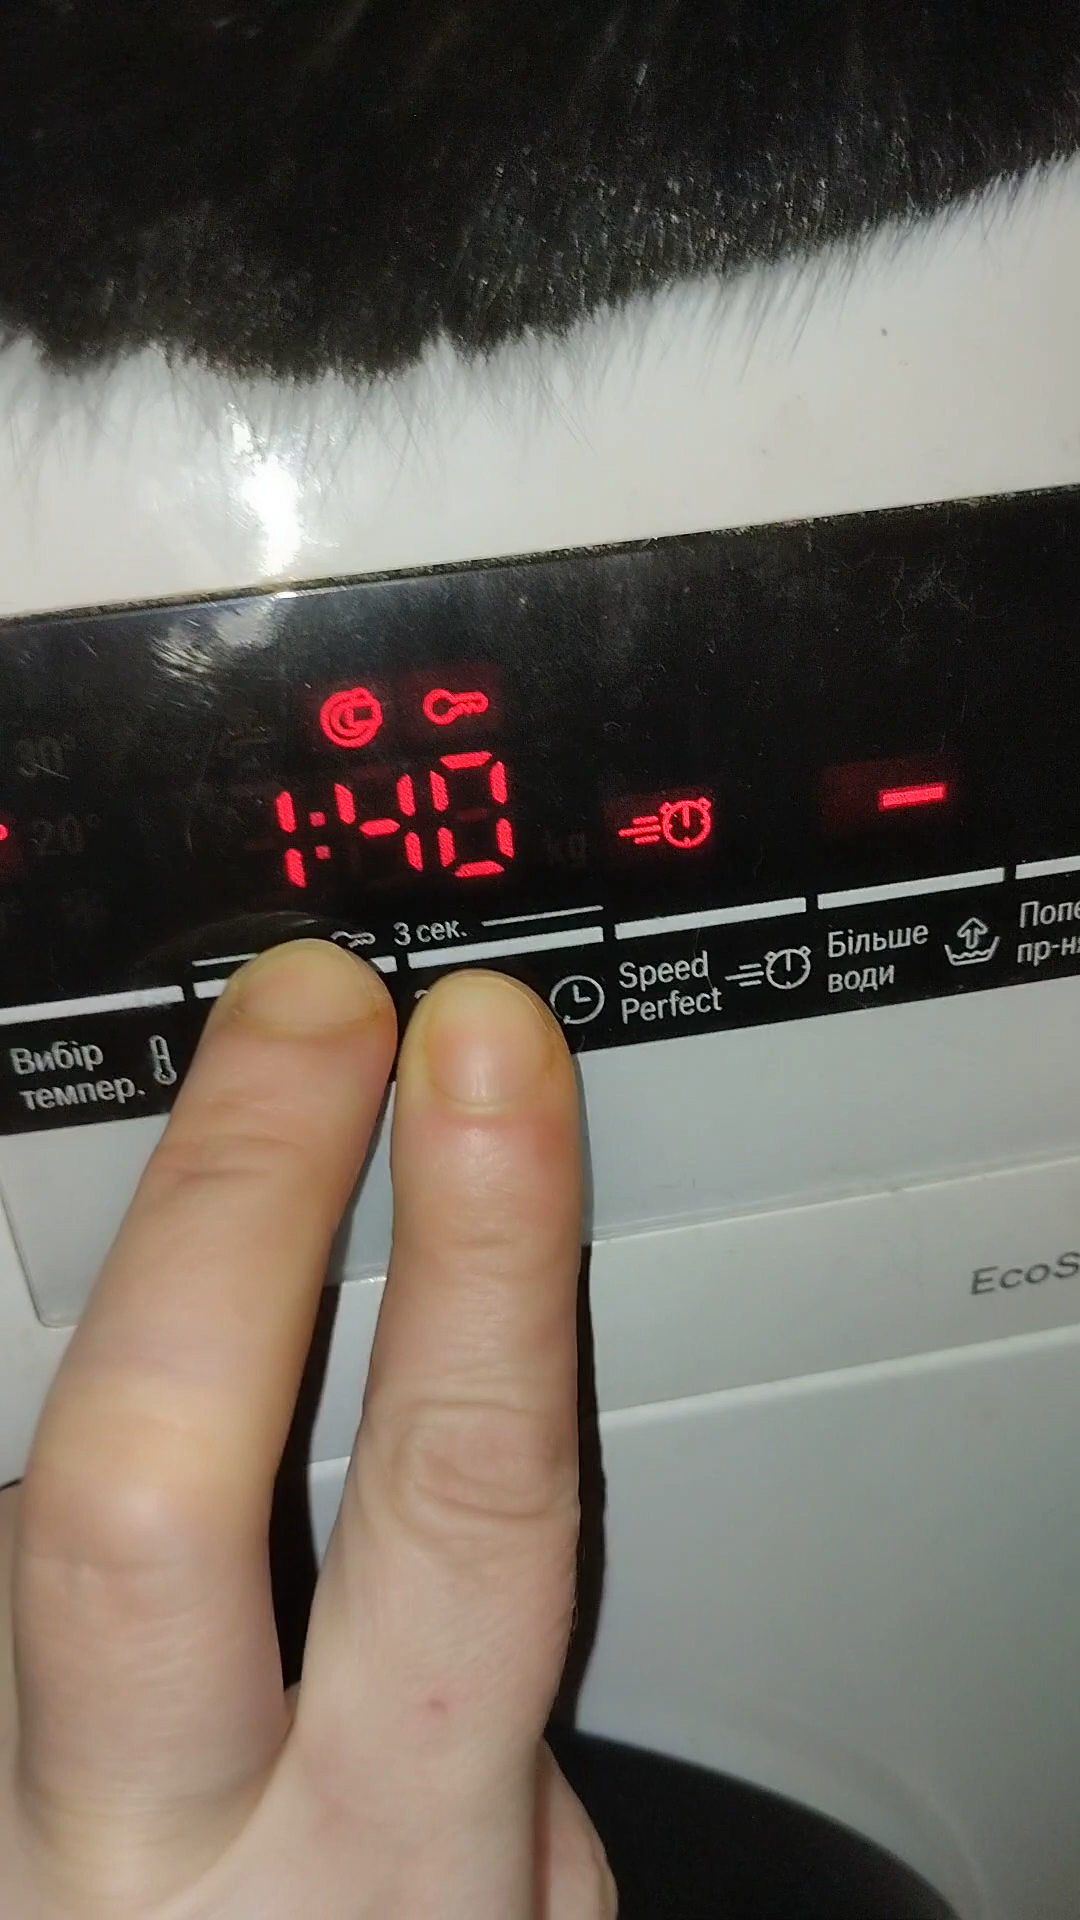 30°
20°
1:40
kg
3 сек.
Вибір
темпер.
Speed
Perfect
Більше
води
EcoS